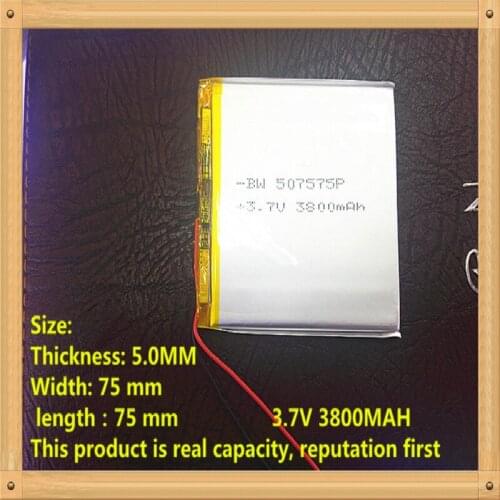 -BW 507575P
+3.7V 3800mAh
Size:
Thickness: 5.0MM
Width: 75 mm
length : 75 mm 3.7V 3800MAH
This product is real capacity, reputation first